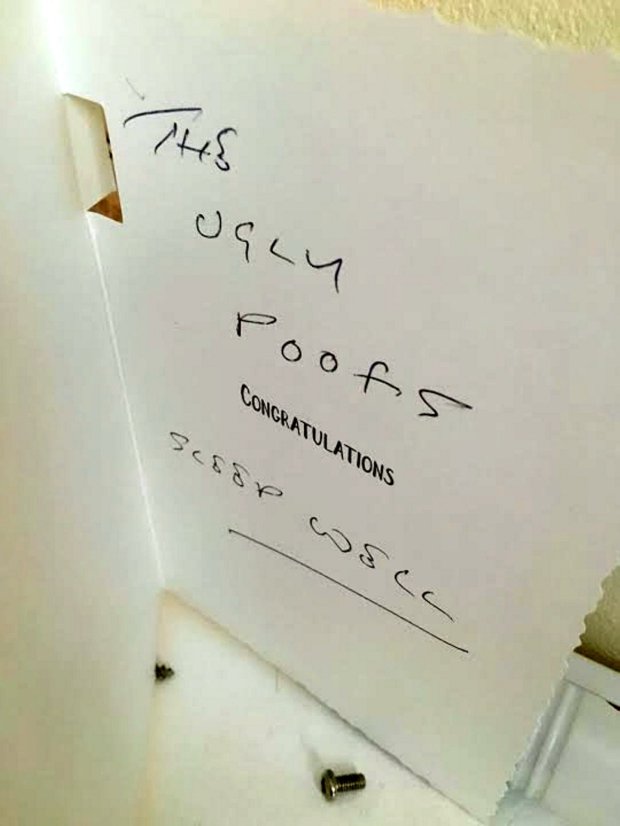 THE
UGLY
POOFS
CONGRATULATIONS
SLEEP WELL